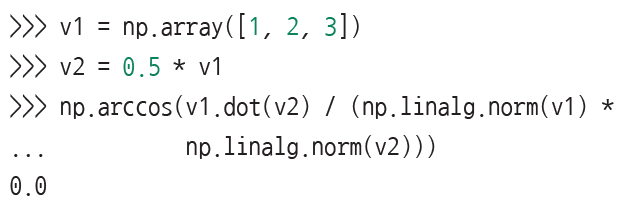 >>> v1 = np.array([1, 2, 3])
>>> v2 = 0.5 * v1
>>> np.arccos(v1.dot(v2) / (np.linalg.norm(v1) *
...           np.linalg.norm(v2)))
0.0